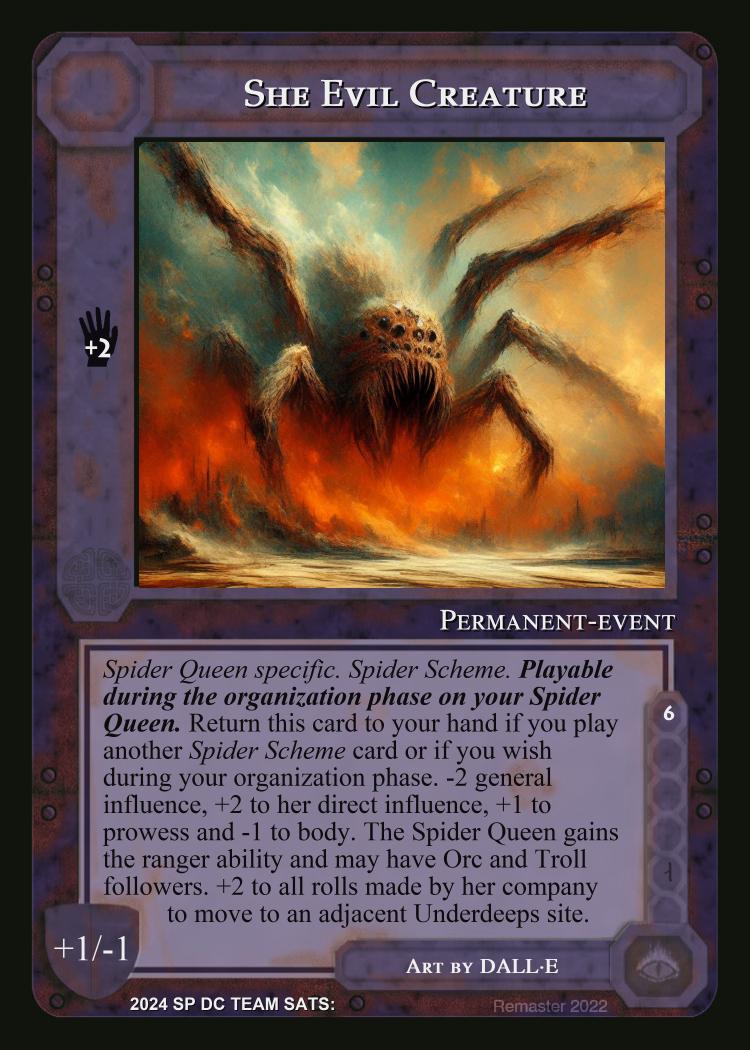 She Evil Creature
+2
Permanent-event
Spider Queen specific. Spider Scheme. Playable
during the organization phase on your Spider
Queen. Return this card to your hand if you play
another Spider Scheme card or if you wish
during your organization phase. -2 general
influence, +2 to her direct influence, +1 to
prowess and -1 to body. The Spider Queen gains
the ranger ability and may have Orc and Troll
followers. +2 to all rolls made by her company
to move to an adjacent Underdeeps site.
6
+1/-1
Art by DALL·E
2024 SP DC TEAM SATS:
Remaster 2022